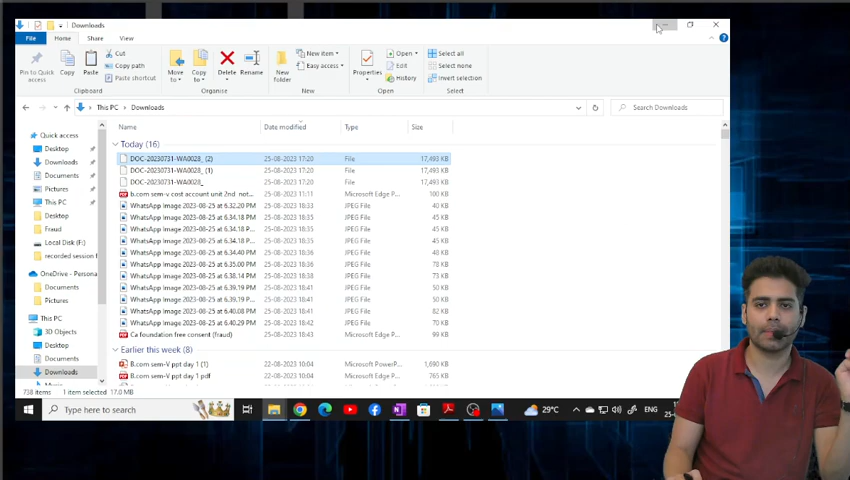 Downloads
File Home Share View
Pin to Quick access
Copy
Paste
Cut
Copy path
Paste shortcut
Clipboard
Move to
Copy to
Delete
Rename
Organise
New folder
New item
Easy access
New
Properties
Open
Edit
History
Open
Select all
Select none
Invert selection
Select
This PC Downloads
Search Downloads
Name Date modified Type Size
Today (16)
DOC-20230731-WA0028_ (2) 25-08-2023 17:20 File 17,493 KB
DOC-20230731-WA0028_ (1) 25-08-2023 17:20 File 17,493 KB
DOC-20230731-WA0028_ 25-08-2023 17:20 File 17,493 KB
b.com sem-v cost account unit 2nd not... 25-08-2023 Microsoft Edge P... 100 KB
WhatsApp Image 2023-08-25 at 6.32.20 PM 25-08-2023 18:33 JPEG File 40 KB
WhatsApp Image 2023-08-25 at 6.34.18 PM 25-08-2023 18:35 JPEG File 45 KB
WhatsApp Image 2023-08-25 at 6.34.18 P... 25-08-2023 18:35 JPEG File 45 KB
WhatsApp Image 2023-08-25 at 6.34.18 P... 25-08-2023 18:35 JPEG File 45 KB
WhatsApp Image 2023-08-25 at 6.34.40 PM 25-08-2023 JPEG File 48 KB
WhatsApp Image 2023-08-25 at 6.35.00 PM 25-08-2023 JPEG File 78 KB
WhatsApp Image 2023-08-25 at 6.38.14 PM 25-08-2023 18:38 JPEG File 73 KB
WhatsApp Image 2023-08-25 at 6.39.19 PM 25-08-2023 18:41 JPEG File 50 KB
WhatsApp Image 2023-08-25 at 6.39.19 P... 25-08-2023 18:41 JPEG File 50 KB
WhatsApp Image 2023-08-25 at 6.40.08 PM 25-08-2023 18:41 JPEG File 82 KB
WhatsApp Image 2023-08-25 at 6.40.29 PM 25-08-2023 18:42 JPEG File 70 KB
Ca foundation free consent (fraud) 25-08-2023 18:43 Microsoft Edge P... 99 KB
Earlier this week (8)
B.com sem-V ppt day 1 (1) 22-08-2023 10:04 Microsoft PowerP... 1,690 KB
B.com sem-V ppt day 1 pdf 22-08-2023 10:04 Microsoft Edge P... 765 KB
Quick access
Desktop
Downloads
Documents
Pictures
This PC
Desktop
Fraud
Local Disk (F:)
recorded session f
OneDrive - Persona
Documents
Pictures
This PC
3D Objects
Desktop
Documents
Downloads
738 items 1 item selected 17.0 MB
Type here to search
29°C
ENG